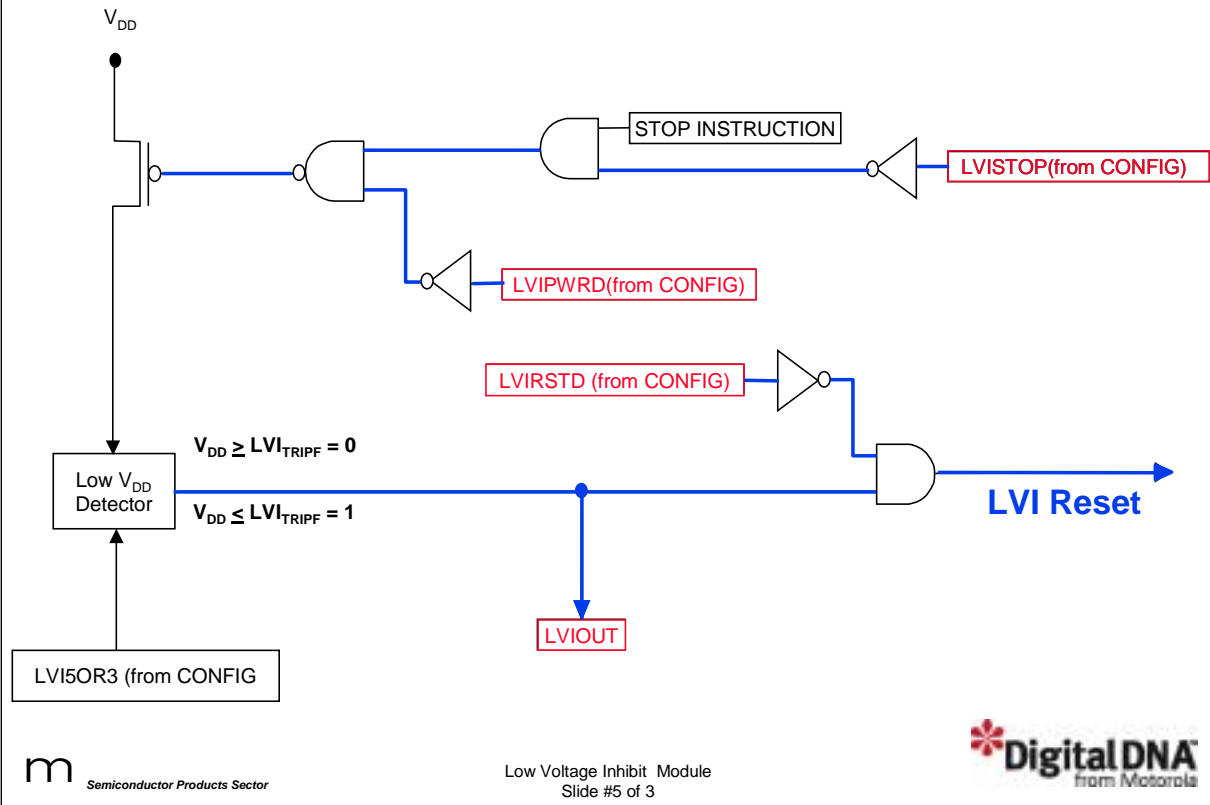 VDD
STOP INSTRUCTION
LVISTOP(from CONFIG)
LVIPWRD(from CONFIG)
LVIRSTD (from CONFIG)
VDD ≥ LVITRIPF = 0
Low VDD
Detector
VDD ≤ LVITRIPF = 1
LVI Reset
LVIOUT
LVI5OR3 (from CONFIG
m
Semiconductor Products Sector
Low Voltage Inhibit Module
Slide #5 of 3
DigitalDNA
from Motorola